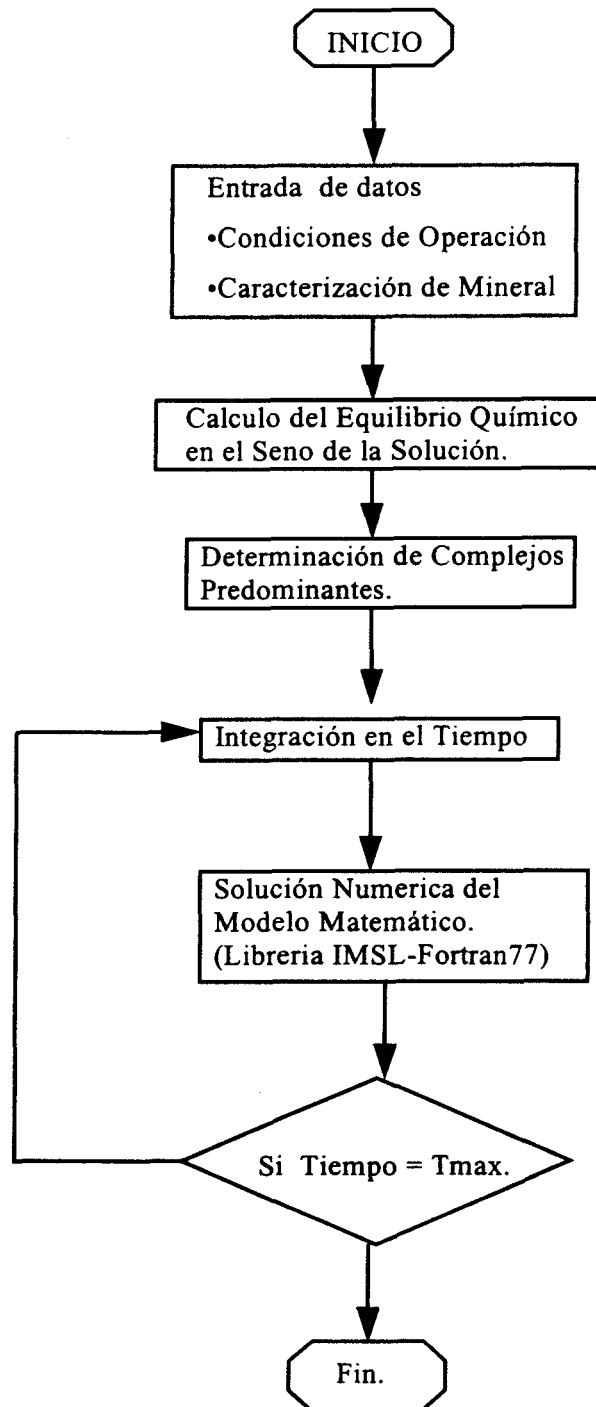 INICIO
Entrada de datos
•Condiciones de Operación
•Caracterización de Mineral
Calculo del Equilibrio Químico
en el Seno de la Solución.
Determinación de Complejos
Predominantes.
Integración en el Tiempo
Solución Numerica del
Modelo Matemático.
(Libreria IMSL-Fortran77)
Si Tiempo = Tmax.
Fin.